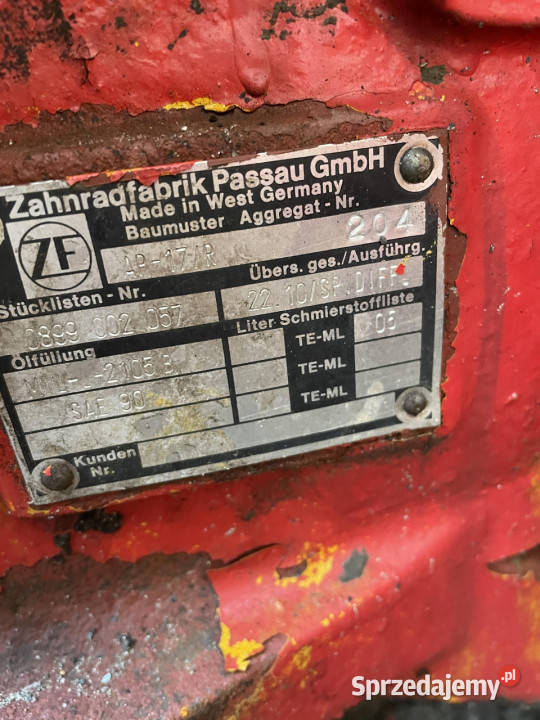 Zahnradfabrik Passau GmbH
Made in West Germany
Baumuster Aggregat - Nr.
ZF
AP-17/R 204
Stücklisten - Nr. Übers. ges./Ausführg.
0899 002 057 22.10/SP.DIFF.
Ölfüllung Liter Schmierstoffliste
MIL-L-2105 B TE-ML 05
SAE 90 TE-ML
TE-ML
Kunden
Nr.
Sprzedajemy.pl